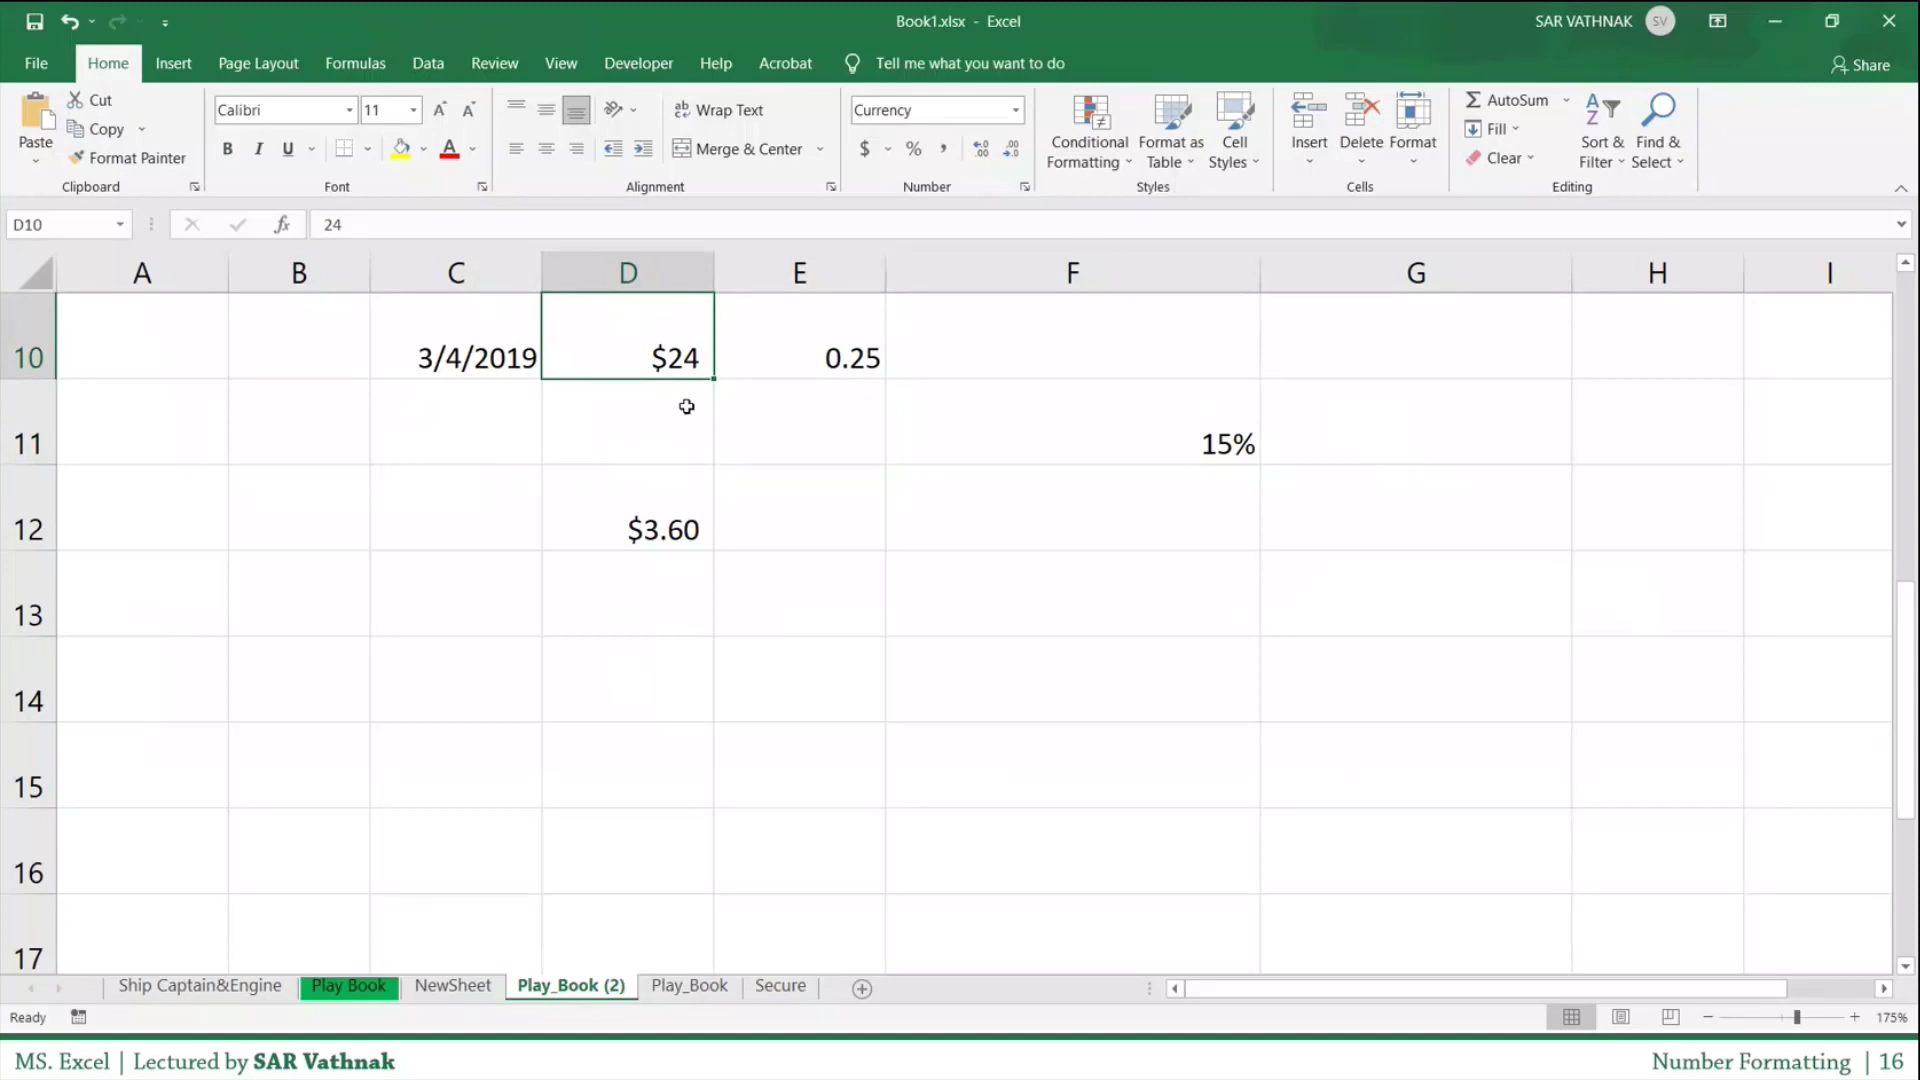 Book1.xlsx - Excel
SAR VATHNAK SV
File Home Insert Page Layout Formulas Data Review View Developer Help Acrobat Tell me what you want to do Share
Paste
Cut
Copy
Format Painter
Clipboard
Calibri 11
B I U
Font
Wrap Text
Merge & Center
Alignment
Currency
$ % ,
Number
Conditional Formatting
Format as Table
Cell Styles
Styles
Insert Delete Format
Cells
AutoSum
Fill
Clear
Sort & Filter
Find & Select
Editing
D10 fx 24
A B C D E F G H I
10 3/4/2019 $24 0.25
11 15%
12 $3.60
13
14
15
16
17
Ship Captain&Engine Play Book NewSheet Play_Book (2) Play_Book Secure
Ready 175%
MS. Excel | Lectured by SAR Vathnak
Number Formatting | 16